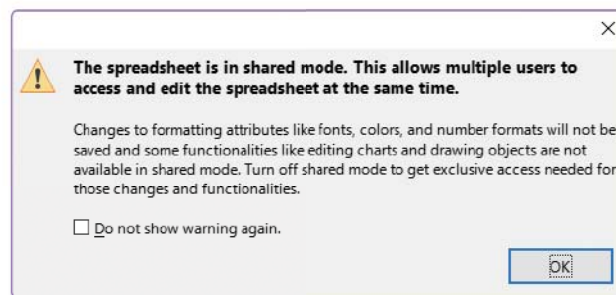 The spreadsheet is in shared mode. This allows multiple users to
access and edit the spreadsheet at the same time.
Changes to formatting attributes like fonts, colors, and number formats will not be
saved and some functionalities like editing charts and drawing objects are not
available in shared mode. Turn off shared mode to get exclusive access needed for
those changes and functionalities.
Do not show warning again.
OK